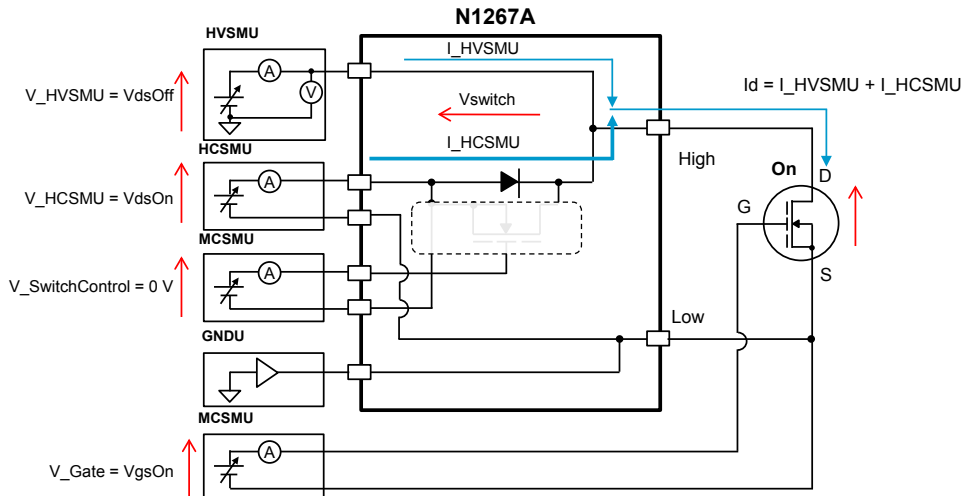 N1267A
HVSMU
I_HVSMU
A
V
V_HVSMU = VdsOff
Id = I_HVSMU + I_HCSMU
Vswitch
HCSMU
I_HCSMU
High
A
On
D
V_HCSMU = VdsOn
MCSMU
G
A
S
V_SwitchControl = 0 V
Low
GNDU
MCSMU
A
V_Gate = VgsOn